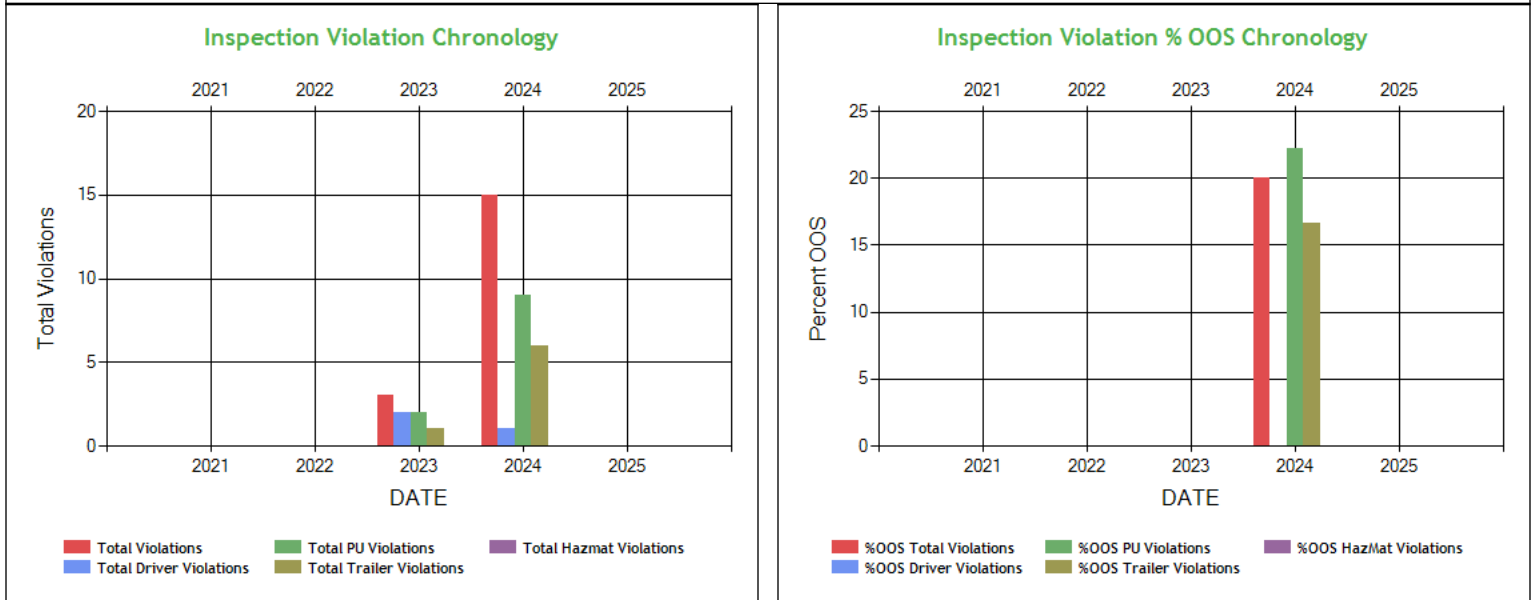 Inspection Violation Chronology
2021 2022 2023 2024 2025
20
15
10
5
0
Total Violations
2021 2022 2023 2024 2025
DATE
Total Violations Total PU Violations Total Hazmat Violations
Total Driver Violations Total Trailer Violations
Inspection Violation % OOS Chronology
2021 2022 2023 2024 2025
25
20
15
10
5
0
Percent OOS
2021 2022 2023 2024 2025
DATE
%OOS Total Violations %OOS PU Violations %OOS HazMat Violations
%OOS Driver Violations %OOS Trailer Violations